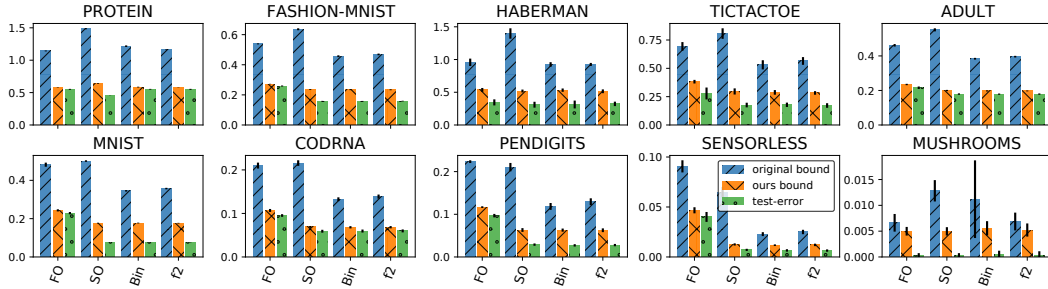 PROTEIN FASHION-MNIST HABERMAN TICTACTOE ADULT
1.5 1.0 0.5 0.0
0.6 0.4 0.2 0.0
1.5 1.0 0.5 0.0
0.75 0.50 0.25 0.00
0.4 0.2 0.0
MNIST CODRNA PENDIGITS SENSORLESS MUSHROOMS
0.4 0.2 0.0
0.2 0.1 0.0
0.2 0.1 0.0
0.10 0.05 0.00
0.015 0.010 0.005 0.000
original bound
ours bound
test-error
FO SO Bin f2
FO SO Bin f2
FO SO Bin f2
FO SO Bin f2
FO SO Bin f2